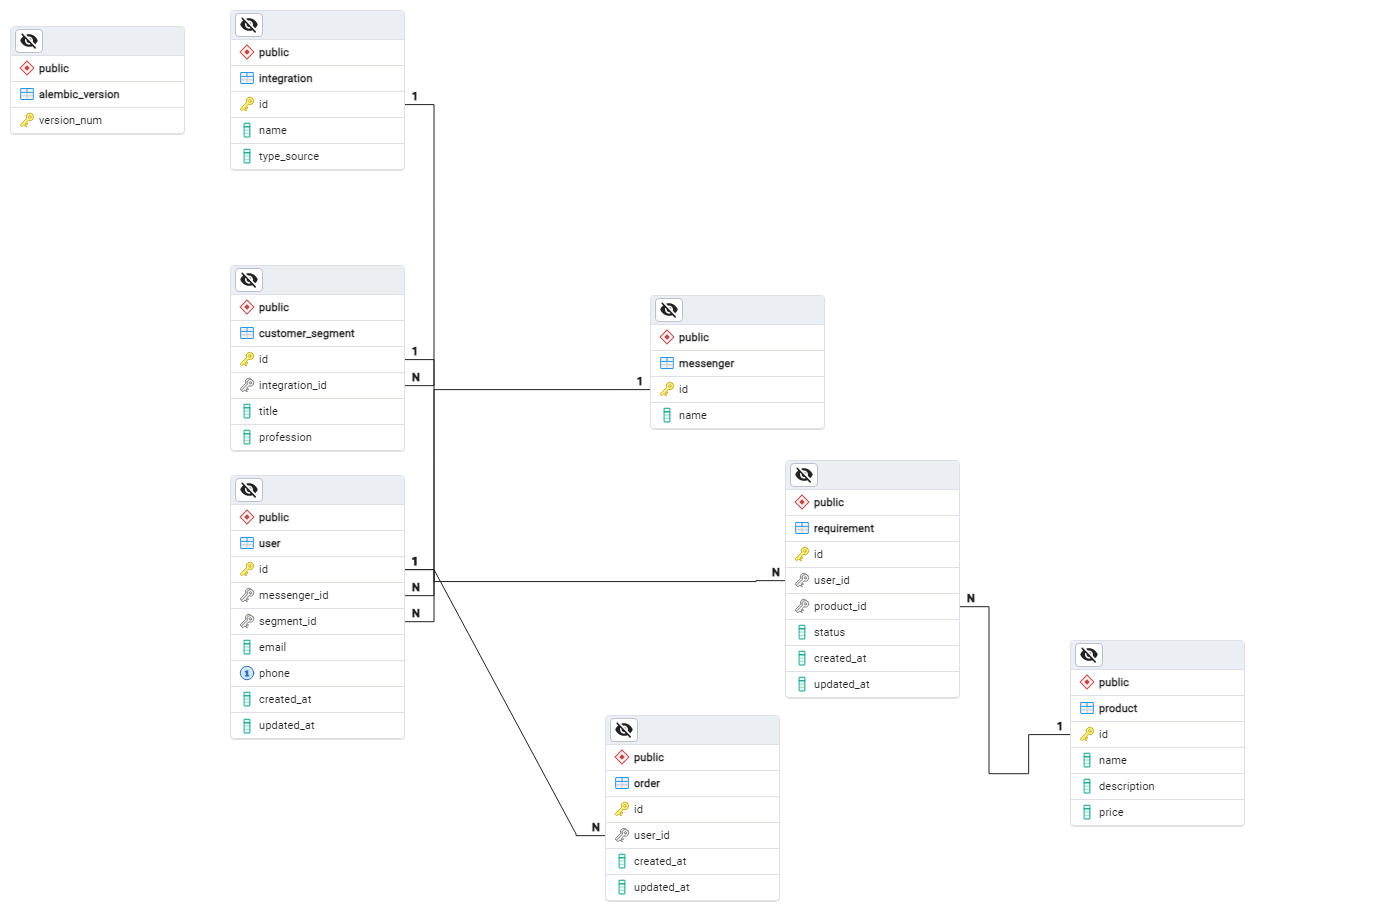 public
alembic_version
version_num
public
integration
id
name
type_source
1
public
customer_segment
id
integration_id
title
profession
1
N
public
messenger
id
name
1
public
user
id
messenger_id
segment_id
email
1 phone
created_at
updated_at
1
N
N
public
requirement
id
user_id
product_id
status
created_at
updated_at
N
N
public
order
id
user_id
created_at
updated_at
N
public
product
id
name
description
price
1